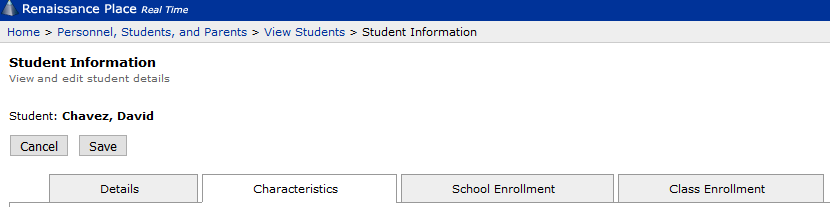 Renaissance Place Real Time
Home > Personnel, Students, and Parents > View Students > Student Information
Student Information
View and edit student details
Student: Chavez, David
Cancel Save
Details Characteristics School Enrollment Class Enrollment